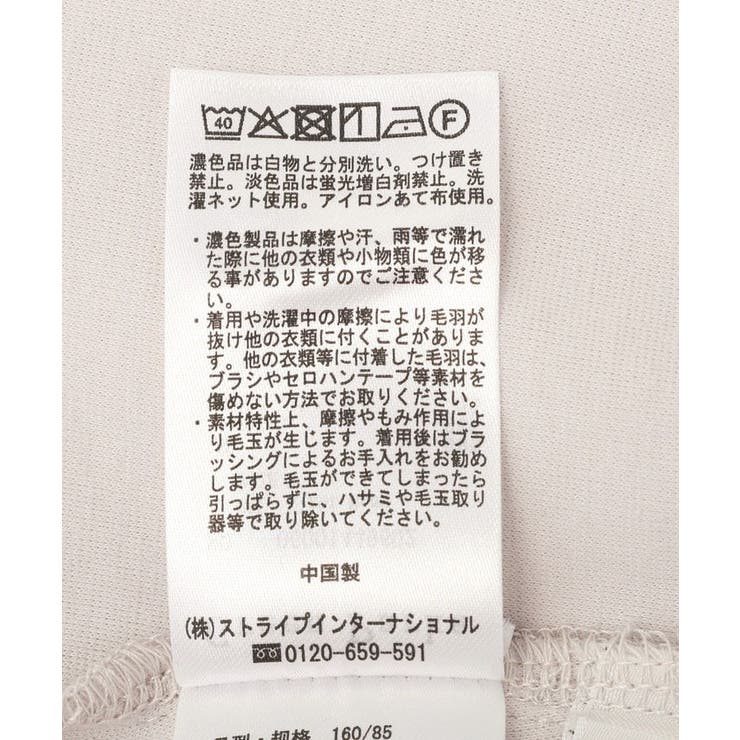 40 F
濃色品は白物と分別洗い。つけ置き
禁止。淡色品は蛍光増白剤禁止。洗
濯ネット使用。アイロンあて布使用。
・濃色製品は摩擦や汗、雨等で濡れ
た際に他の衣類や小物類に色が移
る事がありますのでご注意くださ
い。
・着用や洗濯中の摩擦により毛羽が
抜け他の衣類に付くことがありま
す。他の衣類等に付着した毛羽は、
ブラシやセロハンテープ等素材を
傷めない方法でお取りください。
・素材特性上、摩擦やもみ作用によ
り毛玉が生じます。着用後はブラ
ッシングによるお手入れをお勧め
します。毛玉ができてしまったら
引っぱらずに、ハサミや毛玉取り
器等で取り除いてください。
中国製
(株)ストライプインターナショナル
0120-659-591
号型・规格 160/85